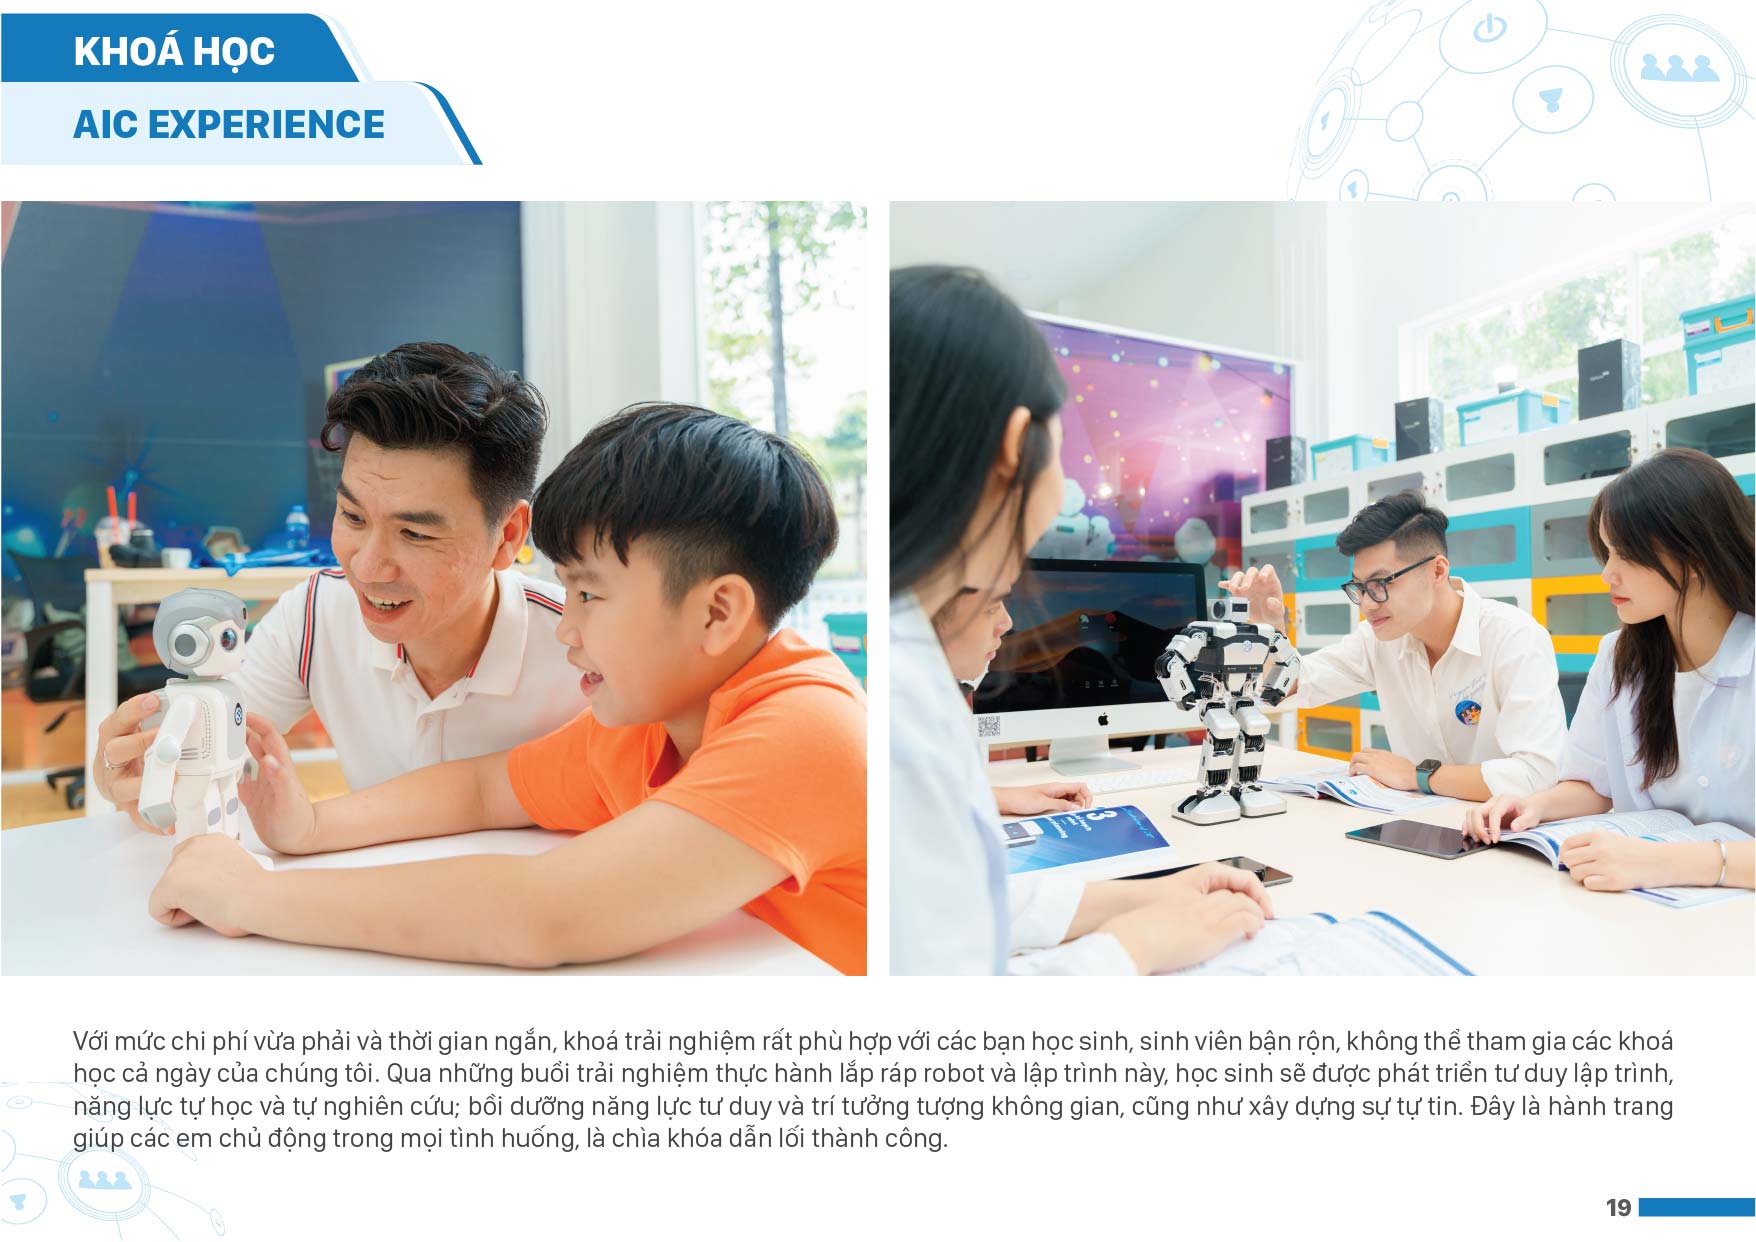 KHOÁ HỌC
AIC EXPERIENCE
3
Với mức chi phí vừa phải và thời gian ngắn, khoá trải nghiệm rất phù hợp với các bạn học sinh, sinh viên bận rộn, không thể tham gia các khoá
học cả ngày của chúng tôi. Qua những buổi trải nghiệm thực hành lắp ráp robot và lập trình này, học sinh sẽ được phát triển tư duy lập trình,
năng lực tự học và tự nghiên cứu; bồi dưỡng năng lực tư duy và trí tưởng tượng không gian, cũng như xây dựng sự tự tin. Đây là hành trang
giúp các em chủ động trong mọi tình huống, là chìa khóa dẫn lối thành công.
19